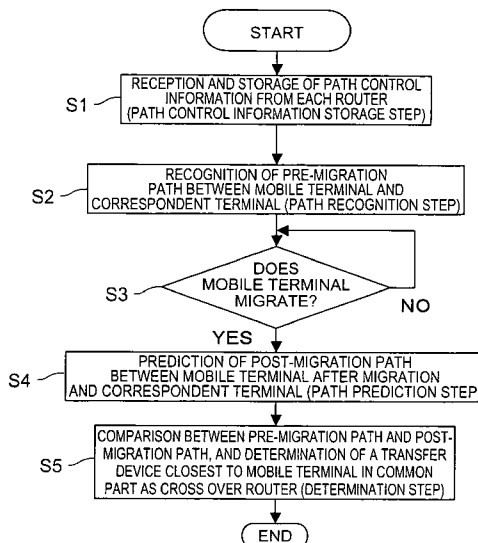 START
S1
RECEPTION AND STORAGE OF PATH CONTROL
INFORMATION FROM EACH ROUTER
(PATH CONTROL INFORMATION STORAGE STEP)
S2
RECOGNITION OF PRE-MIGRATION
PATH BETWEEN MOBILE TERMINAL AND
CORRESPONDENT TERMINAL (PATH RECOGNITION STEP)
S3
DOES
MOBILE TERMINAL
MIGRATE?
NO
YES
S4
PREDICTION OF POST-MIGRATION PATH
BETWEEN MOBILE TERMINAL AFTER MIGRATION
AND CORRESPONDENT TERMINAL (PATH PREDICTION STEP
S5
COMPARISON BETWEEN PRE-MIGRATION PATH AND POST-
MIGRATION PATH, AND DETERMINATION OF A TRANSFER
DEVICE CLOSEST TO MOBILE TERMINAL IN COMMON
PART AS CROSS OVER ROUTER (DETERMINATION STEP)
END